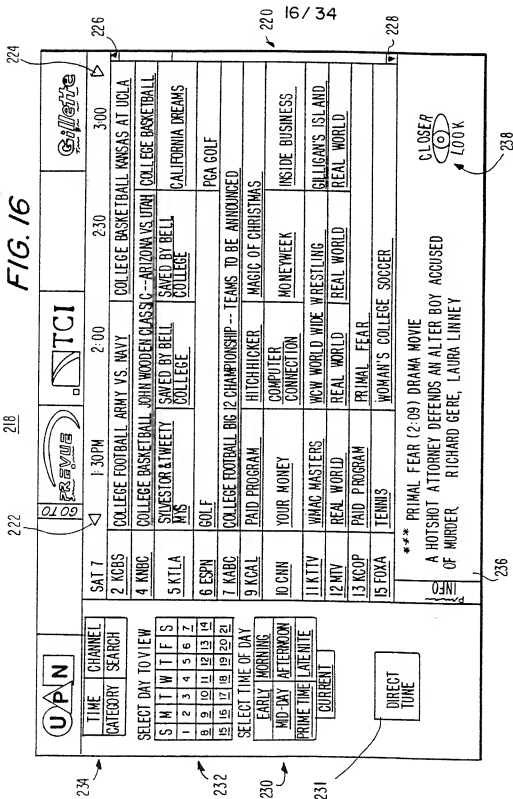 16/34
FIG. 16
218
UPN
GO TO PREVUE
TCI
Gillette
222
224
226
TIME CHANNEL
CATEGORY SEARCH
234
SELECT DAY TO VIEW
S M T W T F S
1 2 3 4 5 6 7
8 9 10 11 12 13 14
15 16 17 18 19 20 21
232
SELECT TIME OF DAY
EARLY MORNING
MID-DAY AFTERNOON
PRIME TIME LATE NITE
CURRENT
230
DIRECT
TUNE
231
SAT 7 1:30PM 2:00 2:30 3:00
2 KCBS COLLEGE FOOTBALL ARMY VS. NAVY COLLEGE BASKETBALL KANSAS AT UCLA
4 KNBC COLLEGE BASKETBALL JOHN WOODEN CLASSIC--ARIZONA VS. UTAH COLLEGE BASKETBALL
5 KTLA SYLVESTOR & TWEETY MYS SAVED BY BELL COLLEGE SAVED BY BELL COLLEGE CALIFORNIA DREAMS
6 ESPN GOLF PGA GOLF
7 KABC COLLEGE FOOTBALL BIG 12 CHAMPIONSHIP-- TEAMS TO BE ANNOUNCED
9 KCAL PAID PROGRAM HITCHHICKER MAGIC OF CHRISTMAS
10 CNN YOUR MONEY COMPUTER CONNECTION MONEYWEEK INSIDE BUSINESS
11 KTTV WMAC MASTERS WCW WORLD WIDE WRESTLING GILLIGAN'S ISLAND
12 MTV REAL WORLD REAL WORLD REAL WORLD REAL WORLD
13 KCOP PAID PROGRAM PRIMAL FEAR
15 FOXA TENNIS WOMAN'S COLLEGE SOCCER
220
228
INFO
*** PRIMAL FEAR (2:09) DRAMA MOVIE
A HOTSHOT ATTORNEY DEFENDS AN ALTER BOY ACCUSED
OF MURDER. RICHARD GERE, LAURA LINNEY
CLOSER
LOOK
236
238